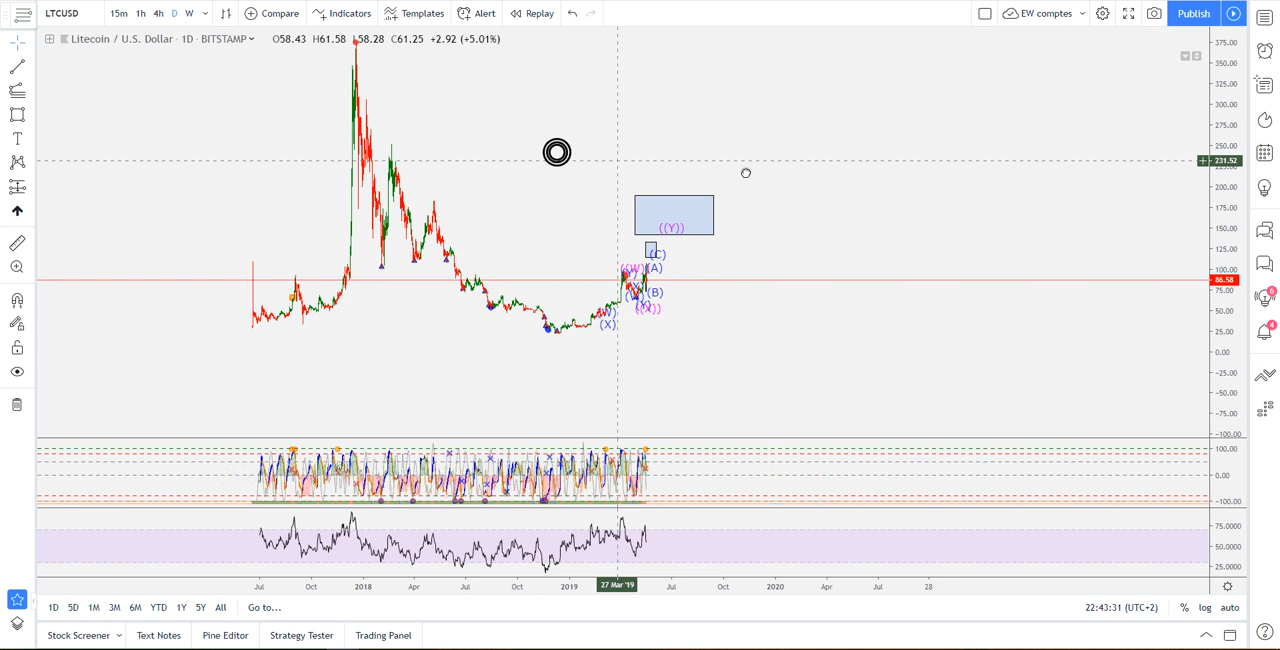 LTCUSD 15m 1h 4h D W Compare Indicators Templates Alert Replay EW comptes Publish
Litecoin / U.S. Dollar · 1D · BITSTAMP O58.43 H61.58 L58.28 C61.25 +2.92 (+5.01%)
375.00
350.00
325.00
300.00
275.00
250.00
231.52
200.00
175.00
150.00
125.00
100.00
86.58
75.00
50.00
25.00
0.00
−25.00
−50.00
−75.00
−100.00
((Y))
(C)
((W)) (A)
(B)
(W)
(Y)
((X))
(X)
100.00
0.00
−100.00
75.0000
50.0000
25.0000
6
4
Jul Oct 2018 Apr Jul Oct 2019 27 Mar '19 Jul Oct 2020 Apr Jul 28
1D 5D 1M 3M 6M YTD 1Y 5Y All Go to... 22:43:31 (UTC+2) % log auto
Stock Screener Text Notes Pine Editor Strategy Tester Trading Panel